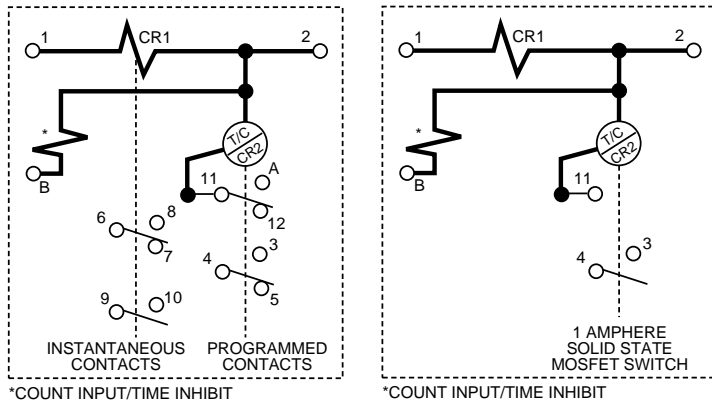 1 CR1 2
*
B
T/C
CR2
A
11
12
6 8
7
3
4
5
9 10
INSTANTANEOUS
CONTACTS
PROGRAMMED
CONTACTS
*COUNT INPUT/TIME INHIBIT
1 CR1 2
*
B
T/C
CR2
11
3
4
1 AMPHERE
SOLID STATE
MOSFET SWITCH
*COUNT INPUT/TIME INHIBIT